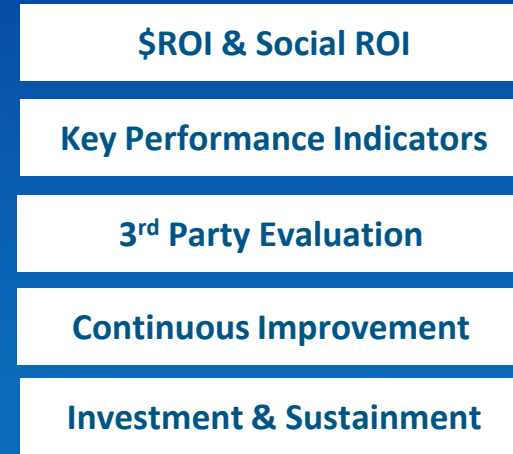 $ROI & Social ROI
Key Performance Indicators
3rd Party Evaluation
Continuous Improvement
Investment & Sustainment